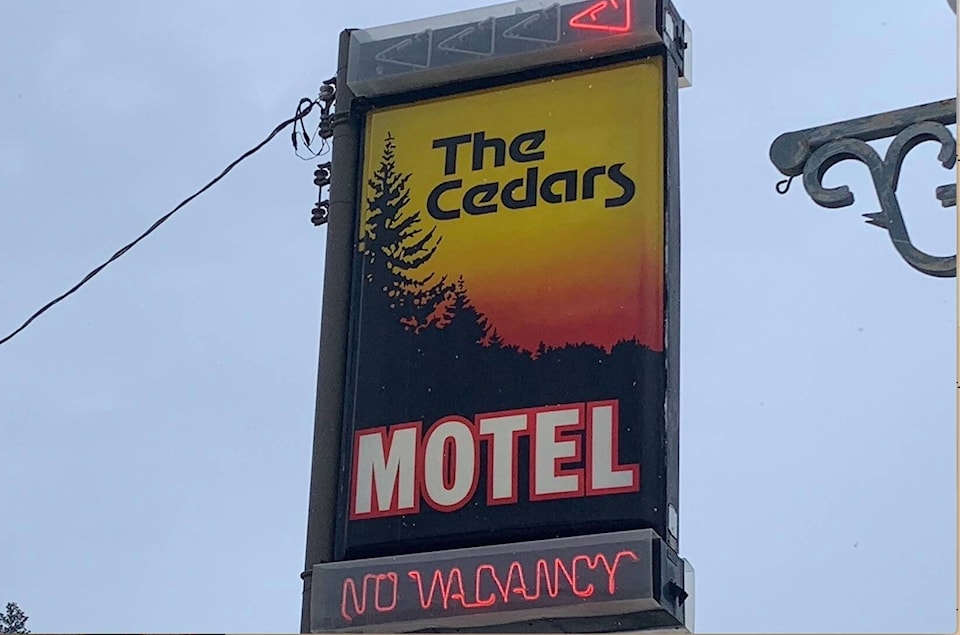 The
Cedars
MOTEL
NO VACANCY